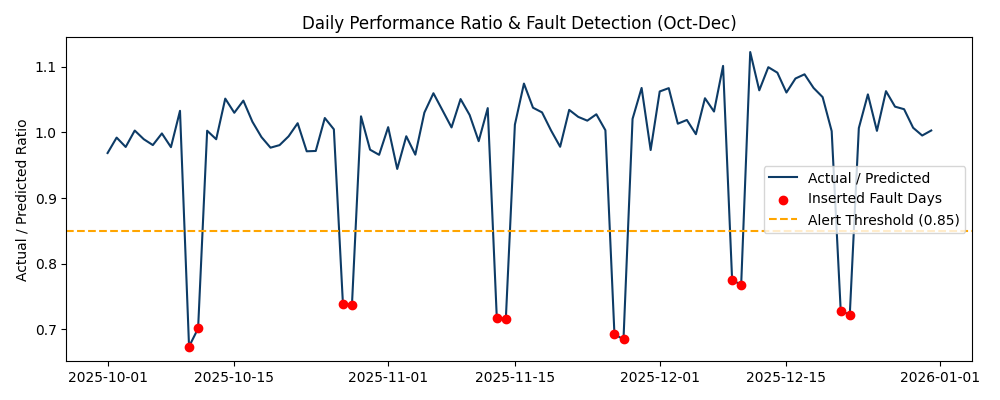 Daily Performance Ratio & Fault Detection (Oct-Dec)
Actual / Predicted Ratio
1.1
1.0
0.9
0.8
0.7
Actual / Predicted
Inserted Fault Days
Alert Threshold (0.85)
2025-10-01
2025-10-15
2025-11-01
2025-11-15
2025-12-01
2025-12-15
2026-01-01